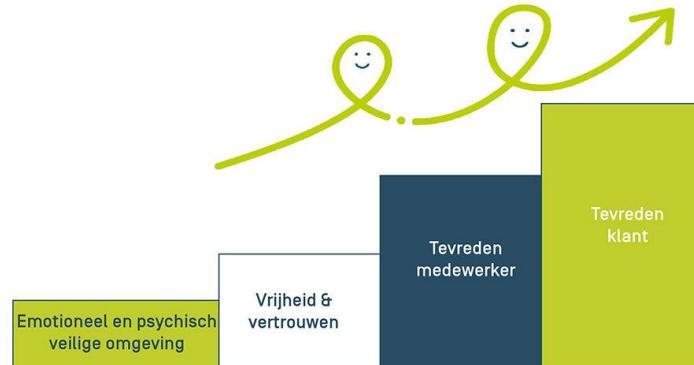 Emotioneel en psychisch
veilige omgeving
Vrijheid &
vertrouwen
Tevreden
medewerker
Tevreden
klant